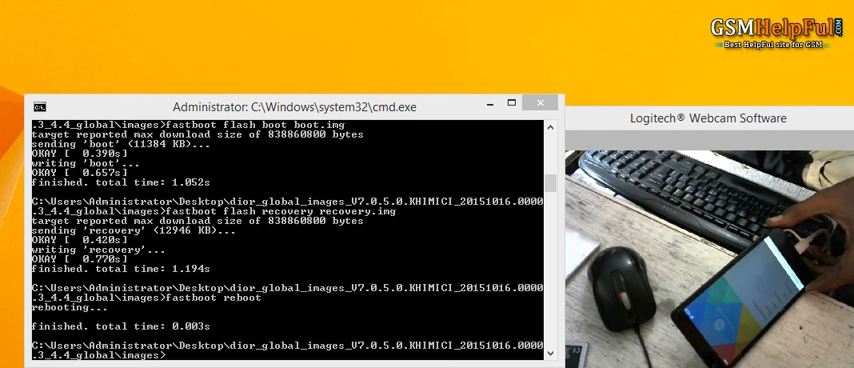 GSMHelpFul.COM
Best HelpFul site for GSM
Administrator: C:\Windows\system32\cmd.exe
.3_4.4_global\images>fastboot flash boot boot.img
target reported max download size of 838860800 bytes
sending 'boot' (11384 KB)...
OKAY [  0.390s]
writing 'boot'...
OKAY [  0.657s]
finished. total time: 1.052s
C:\Users\Administrator\Desktop\dior_global_images_V7.0.5.0.KHIMICI_20151016.0000
.3_4.4_global\images>fastboot flash recovery recovery.img
target reported max download size of 838860800 bytes
sending 'recovery' (12946 KB)...
OKAY [  0.420s]
writing 'recovery'...
OKAY [  0.770s]
finished. total time: 1.194s
C:\Users\Administrator\Desktop\dior_global_images_V7.0.5.0.KHIMICI_20151016.0000
.3_4.4_global\images>fastboot reboot
rebooting...
finished. total time: 0.003s
C:\Users\Administrator\Desktop\dior_global_images_V7.0.5.0.KHIMICI_20151016.0000
.3_4.4_global\images>
Logitech® Webcam Software